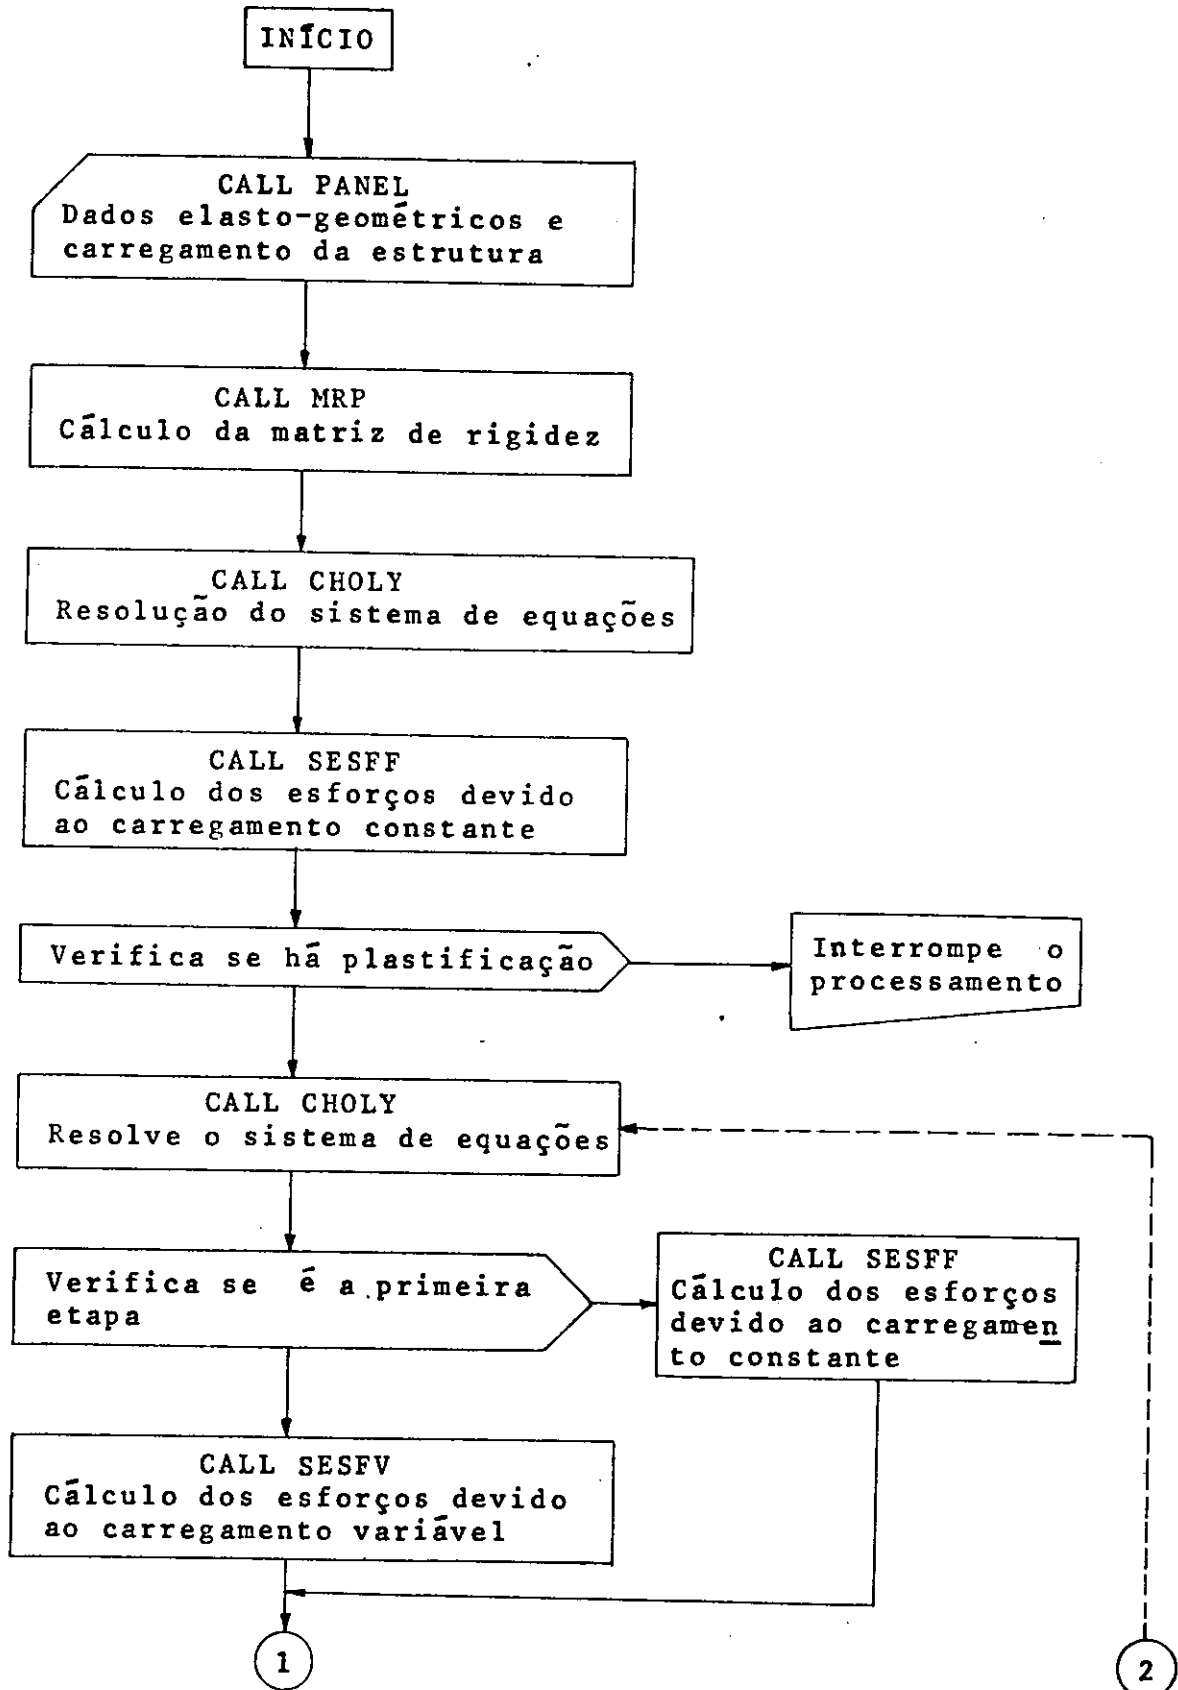 INÍCIO
CALL PANEL
Dados elasto-geométricos e
carregamento da estrutura
CALL MRP
Cálculo da matriz de rigidez
CALL CHOLY
Resolução do sistema de equações
CALL SESFF
Cálculo dos esforços devido
ao carregamento constante
Verifica se há plastificação
Interrompe o
processamento
CALL CHOLY
Resolve o sistema de equações
Verifica se é a primeira
etapa
CALL SESFF
Cálculo dos esforços
devido ao carregamen
to constante
CALL SESFV
Cálculo dos esforços devido
ao carregamento variável
1
2